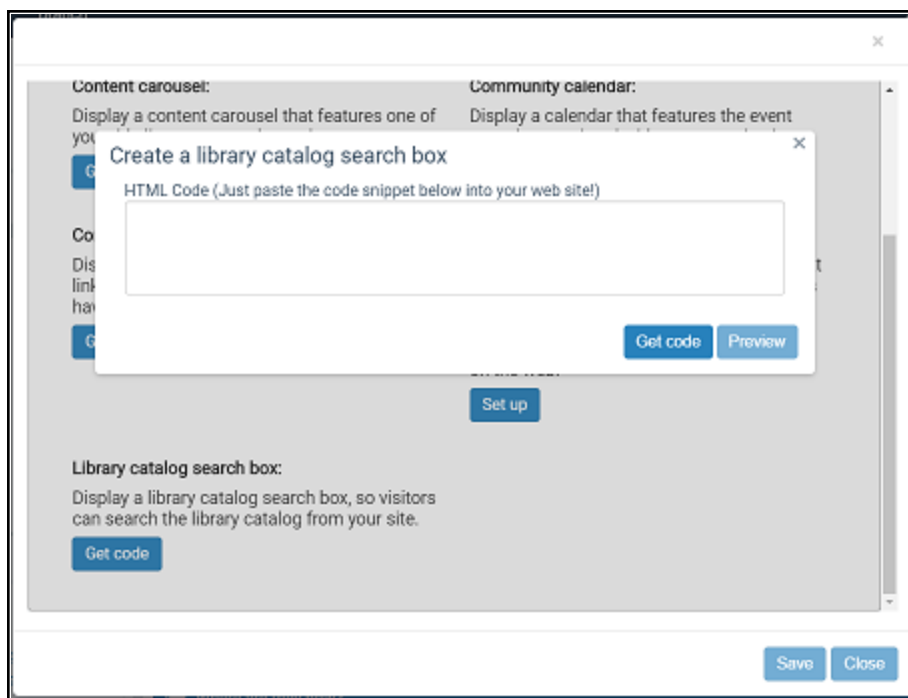 ×
Content carousel:
Display a content carousel that features one of
Community calendar:
Display a calendar that features the event
Create a library catalog search box
×
HTML Code (Just paste the code snippet below into your web site!)
Get code
Preview
Set up
Library catalog search box:
Display a library catalog search box, so visitors
can search the library catalog from your site.
Get code
Save
Close